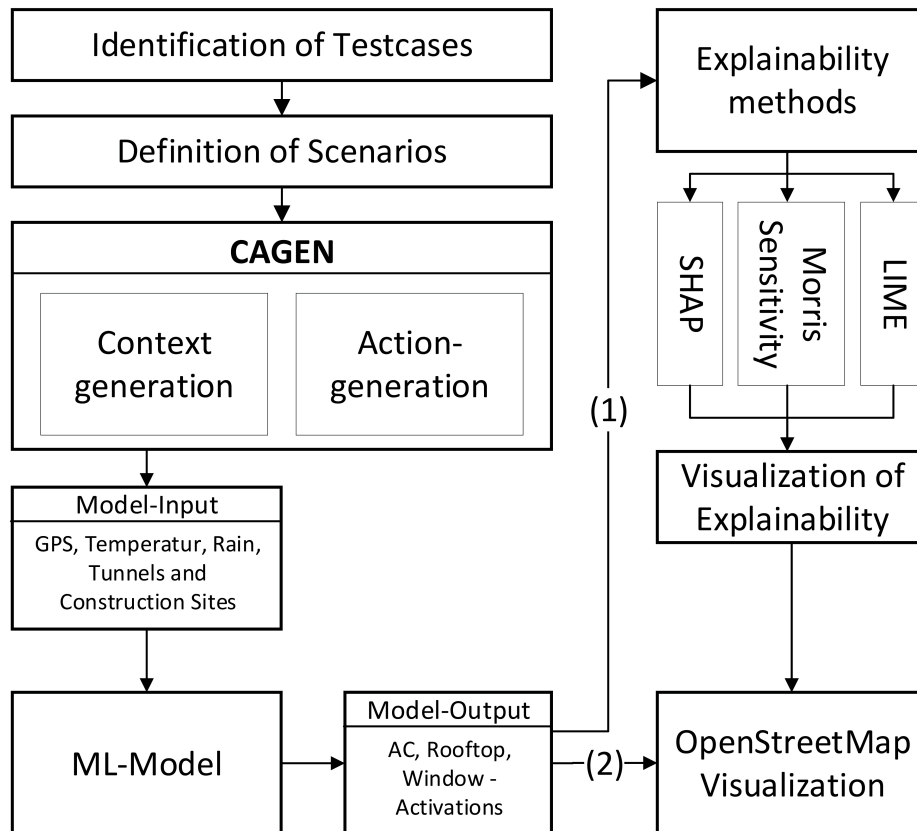 Identification of Testcases
Definition of Scenarios
CAGEN
Context
generation
Action-
generation
Model-Input
GPS, Temperatur, Rain,
Tunnels and
Construction Sites
ML-Model
Model-Output
AC, Rooftop,
Window -
Activations
(1)
(2)
Explainability
methods
SHAP
Morris
Sensitivity
LIME
Visualization of
Explainability
OpenStreetMap
Visualization